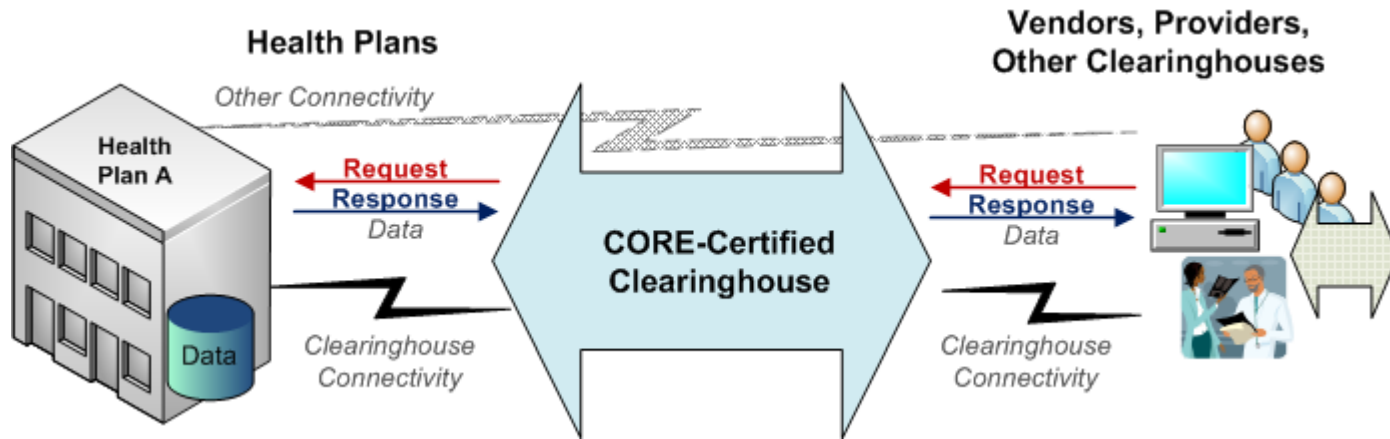 Health Plans
Vendors, Providers,
Other Clearinghouses
Other Connectivity
Health
Plan A
Request
Response
Data
Request
Response
Data
CORE-Certified
Clearinghouse
Data
Clearinghouse
Connectivity
Clearinghouse
Connectivity